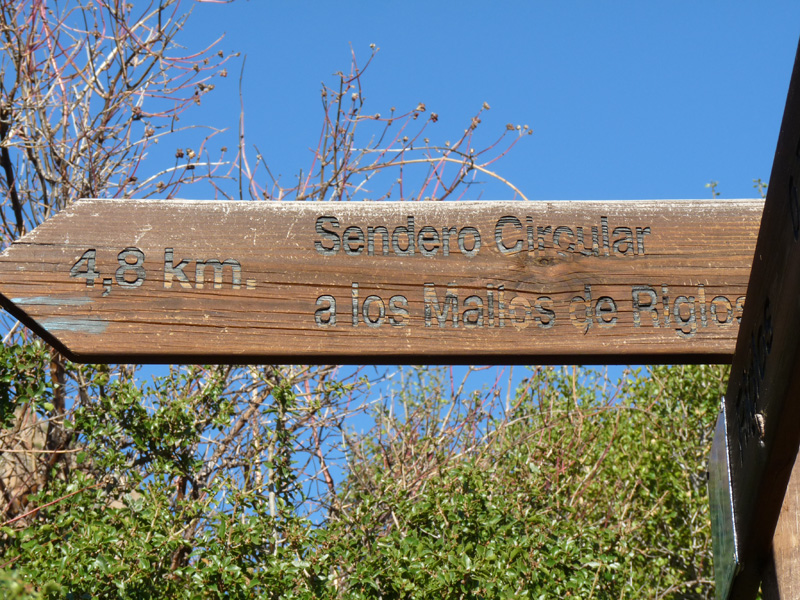 4,8 km.
Sendero Circular
a los Mallos de Riglos